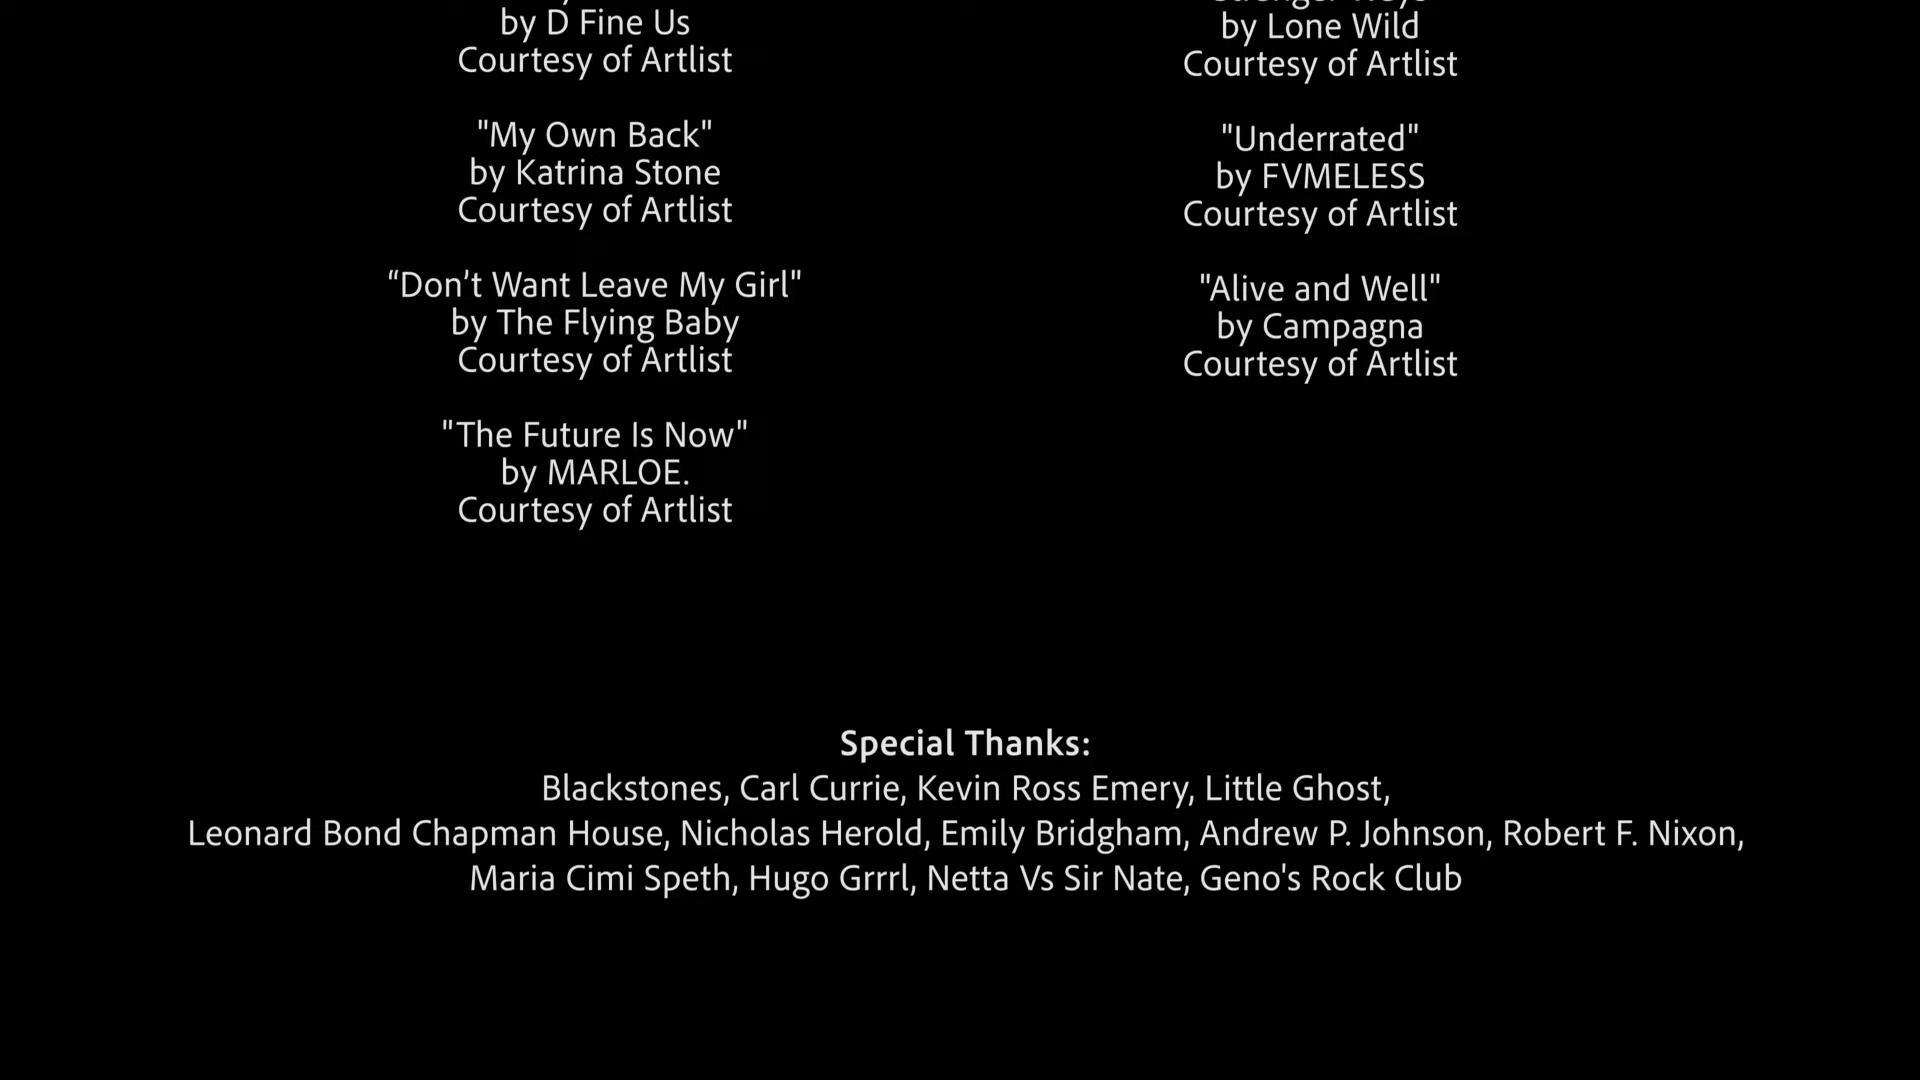 by D Fine Us
Courtesy of Artlist
"My Own Back"
by Katrina Stone
Courtesy of Artlist
“Don’t Want Leave My Girl"
by The Flying Baby
Courtesy of Artlist
"The Future Is Now"
by MARLOE.
Courtesy of Artlist
by Lone Wild
Courtesy of Artlist
"Underrated"
by FVMELESS
Courtesy of Artlist
"Alive and Well"
by Campagna
Courtesy of Artlist
Special Thanks:
Blackstones, Carl Currie, Kevin Ross Emery, Little Ghost,
Leonard Bond Chapman House, Nicholas Herold, Emily Bridgham, Andrew P. Johnson, Robert F. Nixon,
Maria Cimi Speth, Hugo Grrrl, Netta Vs Sir Nate, Geno's Rock Club